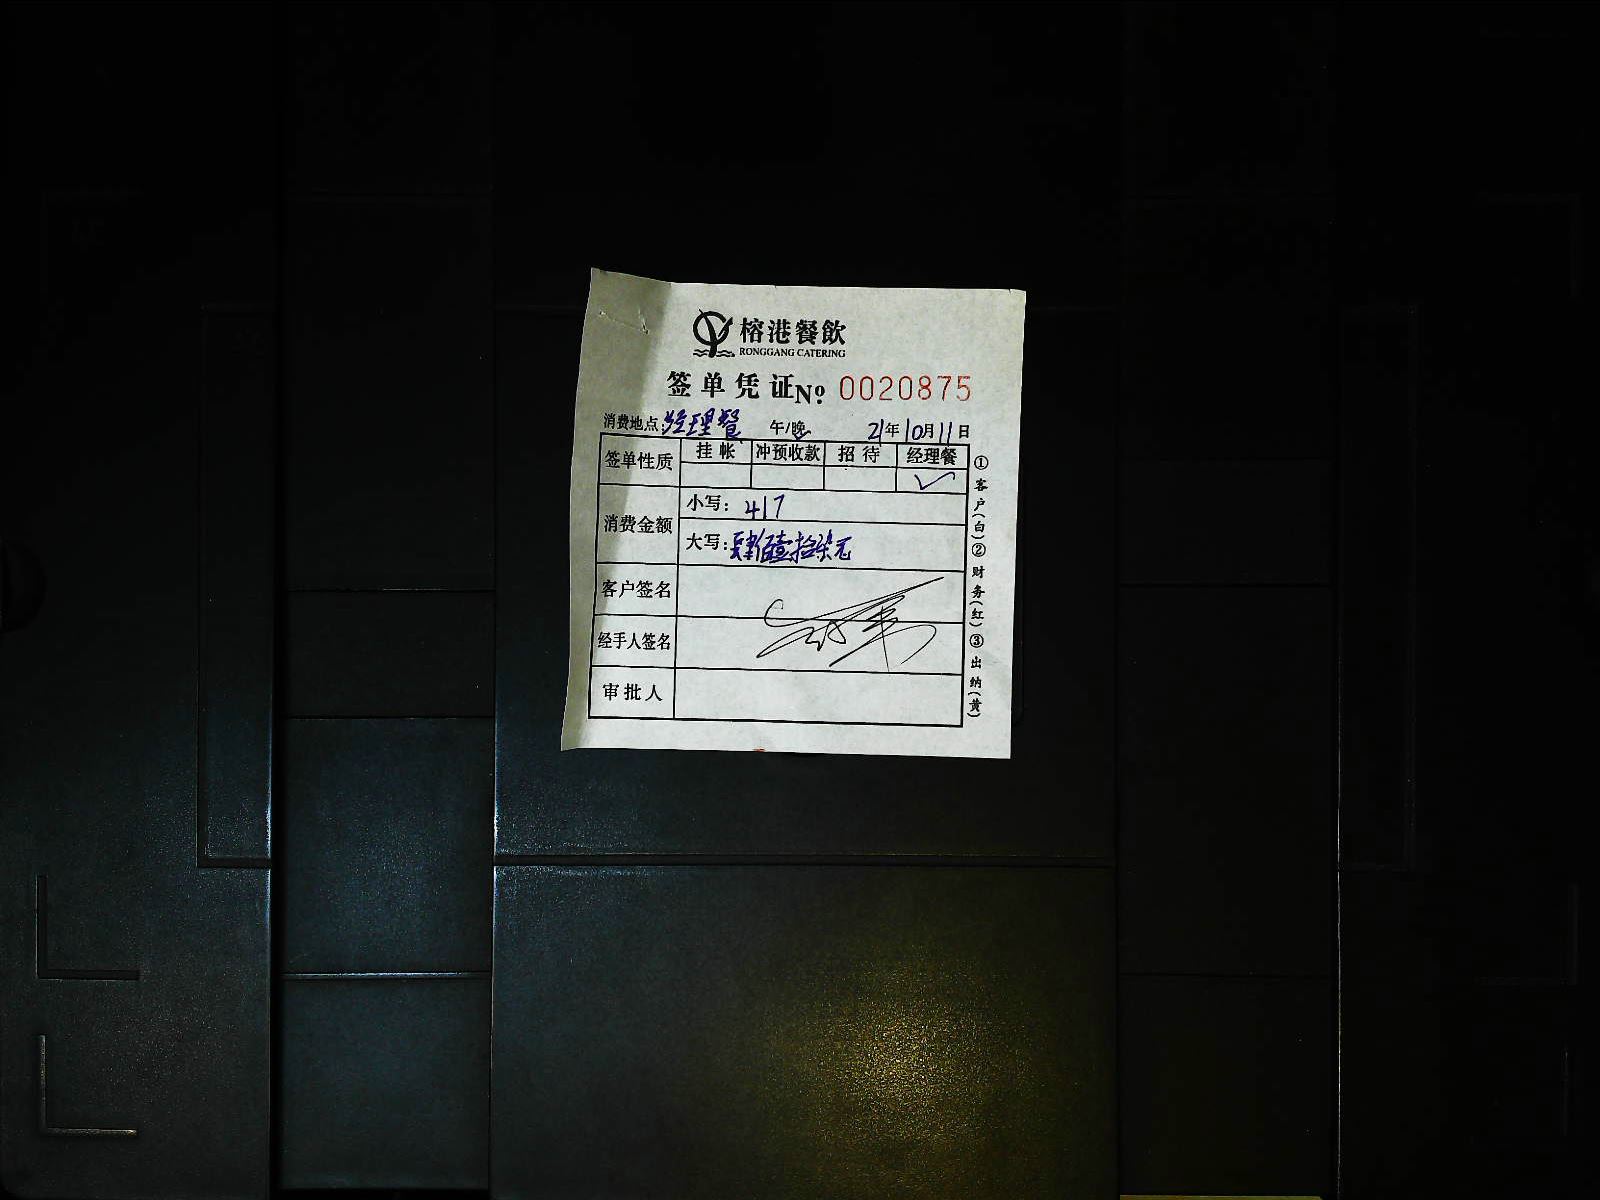 榕港餐飲
RONGGANG CATERING
签单凭证№ 0020875
消费地点:经理餐 午/晚 21年10月11日
签单性质 挂帐 冲预收款 招待 经理餐
✓
消费金额 小写: 417
大写:肆佰壹拾柒元
客户签名
经手人签名
审批人
①客户(白)②财务(红)③出纳(黄)